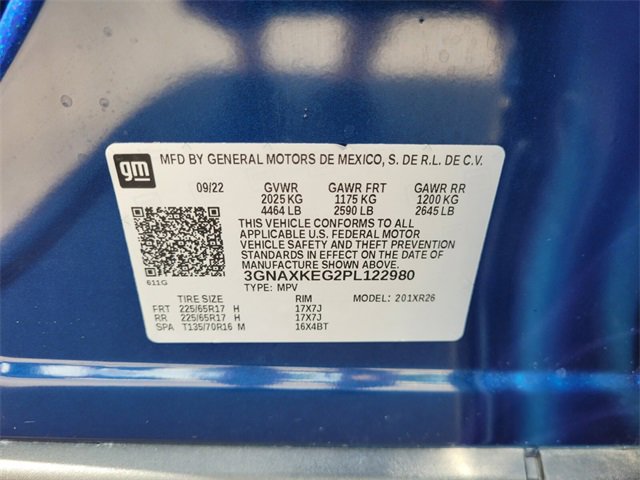 gm MFD BY GENERAL MOTORS DE MEXICO, S. DE R.L. DE C.V.
09/22 GVWR GAWR FRT GAWR RR
2025 KG 1175 KG 1200 KG
4464 LB 2590 LB 2645 LB
THIS VEHICLE CONFORMS TO ALL
APPLICABLE U.S. FEDERAL MOTOR
VEHICLE SAFETY AND THEFT PREVENTION
STANDARDS IN EFFECT ON THE DATE OF
MANUFACTURE SHOWN ABOVE.
3GNAXKEG2PL122980
611G TYPE: MPV
TIRE SIZE RIM MODEL: 201XR26
FRT 225/65R17 H 17X7J
RR 225/65R17 H 17X7J
SPA T135/70R16 M 16X4BT